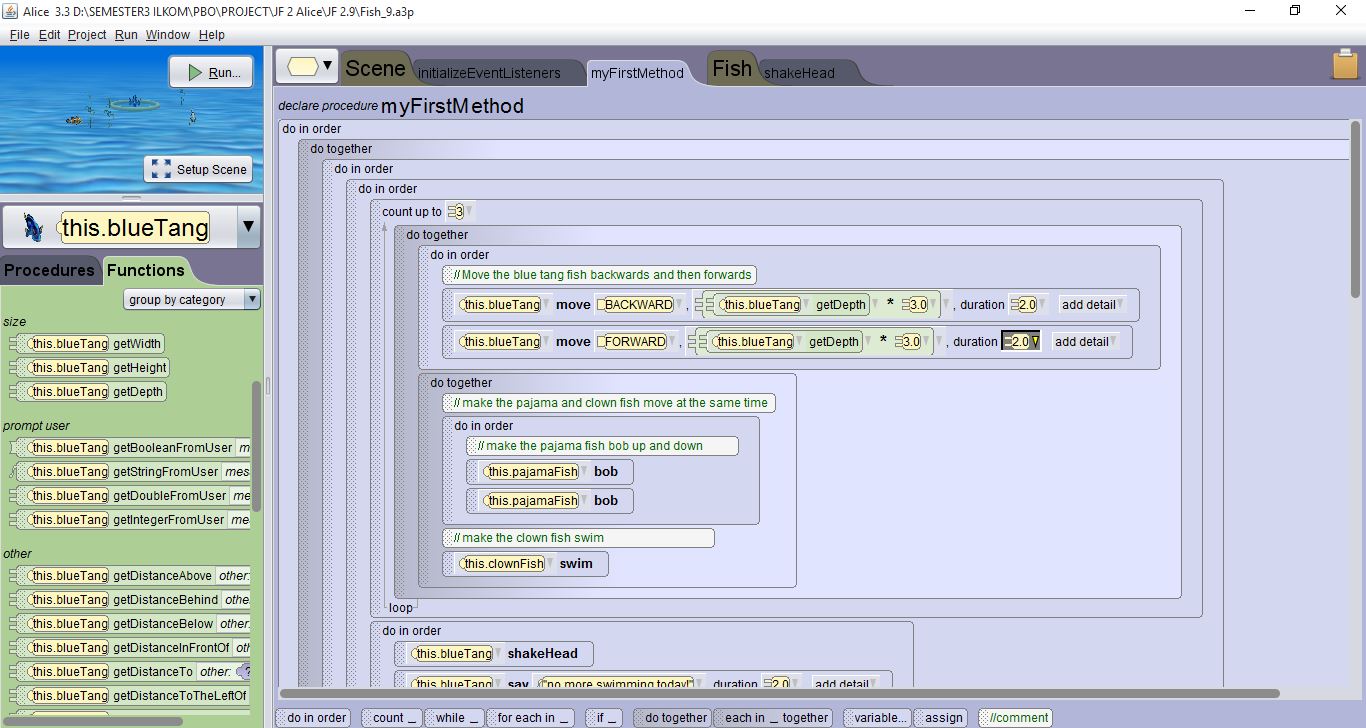 Alice 3.3 D:\SEMESTER3 ILKOM\PBO\PROJECT\JF 2 Alice\JF 2.9\Fish_9.a3p
File Edit Project Run Window Help
Run...
Setup Scene
this.blueTang
Procedures Functions
group by category
size
this.blueTang getWidth
this.blueTang getHeight
this.blueTang getDepth
prompt user
this.blueTang getBooleanFromUser m
this.blueTang getStringFromUser mes
this.blueTang getDoubleFromUser me
this.blueTang getIntegerFromUser me
other
this.blueTang getDistanceAbove other:
this.blueTang getDistanceBehind othe
this.blueTang getDistanceBelow other:
this.blueTang getDistanceInFrontOf oth
this.blueTang getDistanceTo other: ?
this.blueTang getDistanceToTheLeftOf
Scene initializeEventListeners myFirstMethod Fish shakeHead
declare procedure myFirstMethod
do in order
do together
do in order
do in order
count up to 3
do together
do in order
// Move the blue tang fish backwards and then forwards
this.blueTang move BACKWARD , this.blueTang getDepth * 3.0 , duration 2.0 add detail
this.blueTang move FORWARD , this.blueTang getDepth * 3.0 , duration 2.0 add detail
do together
// make the pajama and clown fish move at the same time
do in order
// make the pajama fish bob up and down
this.pajamaFish bob
this.pajamaFish bob
// make the clown fish swim
this.clownFish swim
loop
do in order
this.blueTang shakeHead
this.blueTang say "no more swimming today!" duration 2.0 add detail
do in order count _ while _ for each in _ if _ do together each in _ together variable... assign //comment